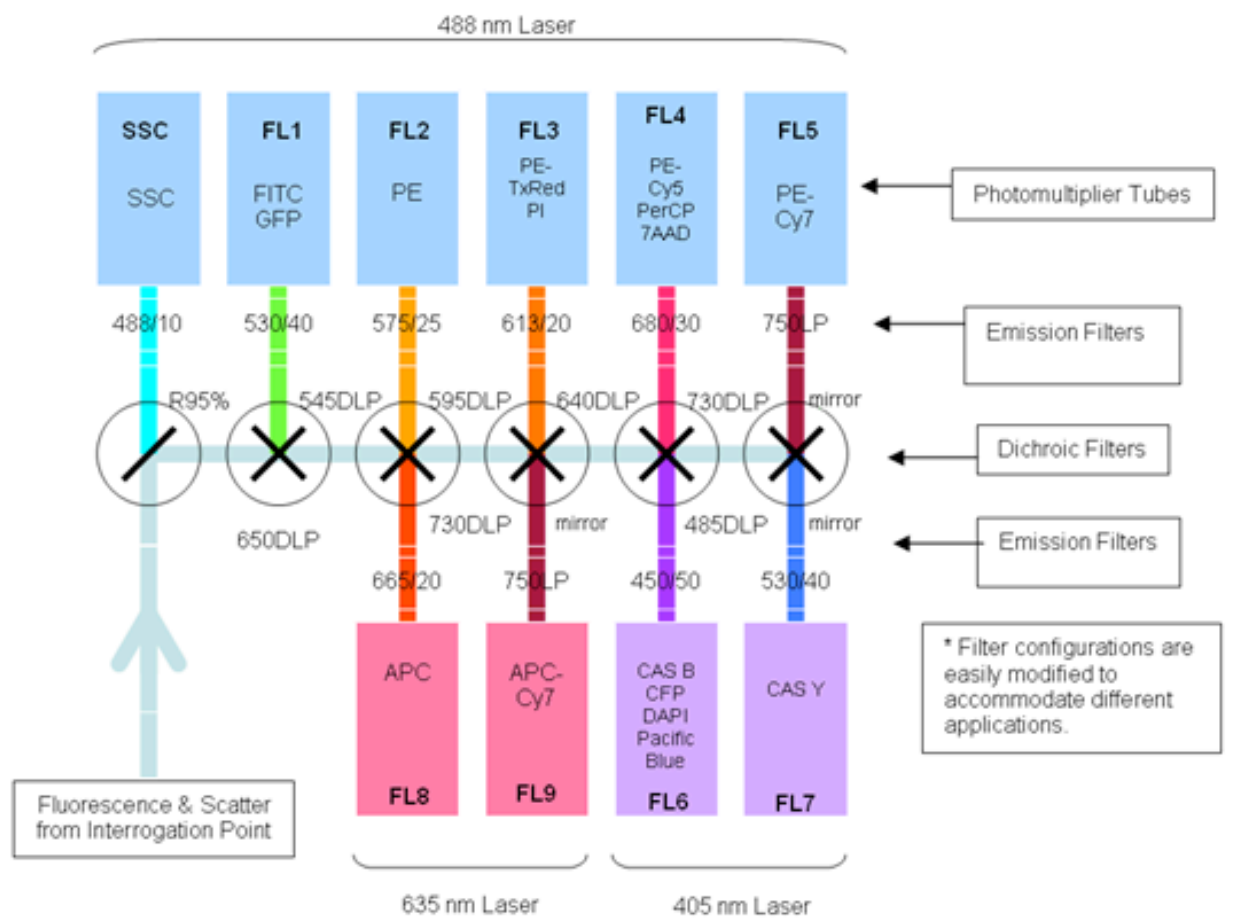 488 nm Laser
SSC
SSC
FL1
FITC
GFP
FL2
PE
FL3
PE-
TxRed
PI
FL4
PE-
Cy5
PerCP
7AAD
FL5
PE-
Cy7
Photomultiplier Tubes
488/10
530/40
575/25
613/20
680/30
750LP
Emission Filters
R95%
545DLP
595DLP
640DLP
730DLP
mirror
Dichroic Filters
650DLP
730DLP
mirror
485DLP
mirror
Emission Filters
665/20
750LP
450/50
530/40
APC
FL8
APC-
Cy7
FL9
CAS B
CFP
DAPI
Pacific
Blue
FL6
CAS Y
FL7
* Filter configurations are
easily modified to
accommodate different
applications.
Fluorescence & Scatter
from Interrogation Point
635 nm Laser
405 nm Laser